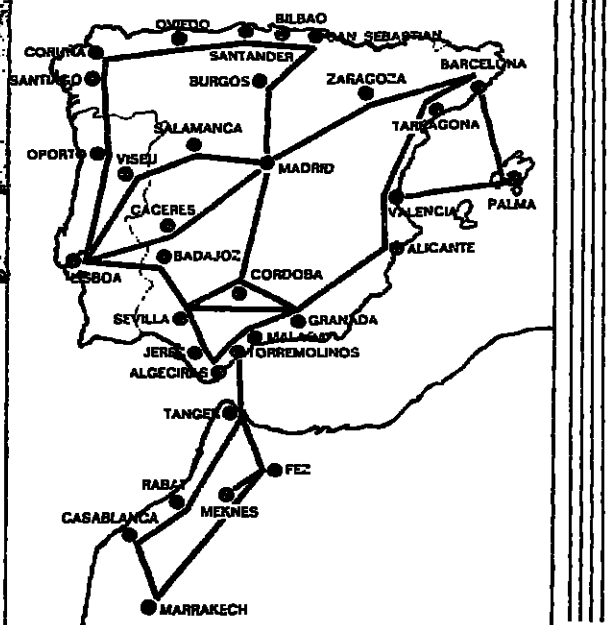 BILBAO
OVIEDO
SAN SEBASTIAN
CORUÑA
SANTANDER
BARCELONA
SANTIAGO
BURGOS
ZARAGOZA
TARRAGONA
SALAMANCA
OPORTO
VISEU
MADRID
CACERES
VALENCIA
PALMA
BADAJOZ
ALICANTE
LISBOA
CORDOBA
SEVILLA
GRANADA
MALAGA
JEREZ
TORREMOLINOS
ALGECIRAS
TANGER
FEZ
RABAT
MEKNES
CASABLANCA
MARRAKECH